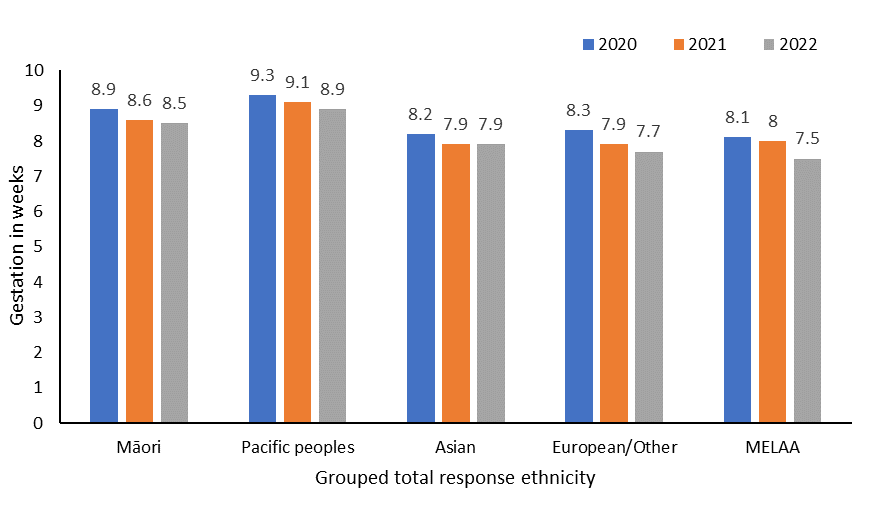 2020 2021 2022
10
9
8
7
6
5
4
3
2
1
0
Gestation in weeks
8.9 8.6 8.5
9.3 9.1 8.9
8.2 7.9 7.9
8.3 7.9 7.7
8.1 8 7.5
Māori Pacific peoples Asian European/Other MELAA
Grouped total response ethnicity